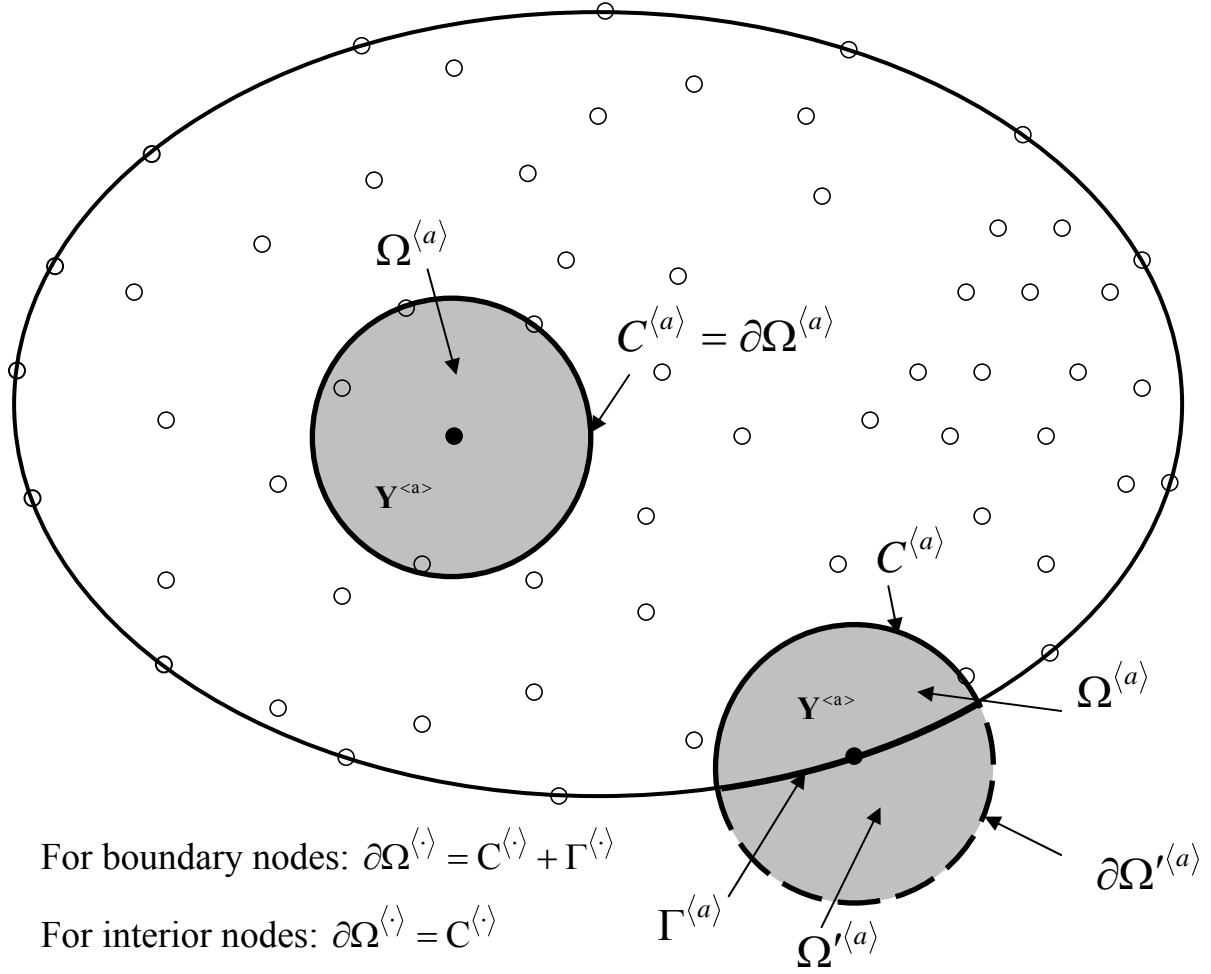 Ω⟨a⟩
C⟨a⟩ = ∂Ω⟨a⟩
Y<a>
C⟨a⟩
Ω⟨a⟩
Y<a>
For boundary nodes: ∂Ω⟨·⟩ = C⟨·⟩ + Γ⟨·⟩
∂Ω′⟨a⟩
Γ⟨a⟩
Ω′⟨a⟩
For interior nodes: ∂Ω⟨·⟩ = C⟨·⟩